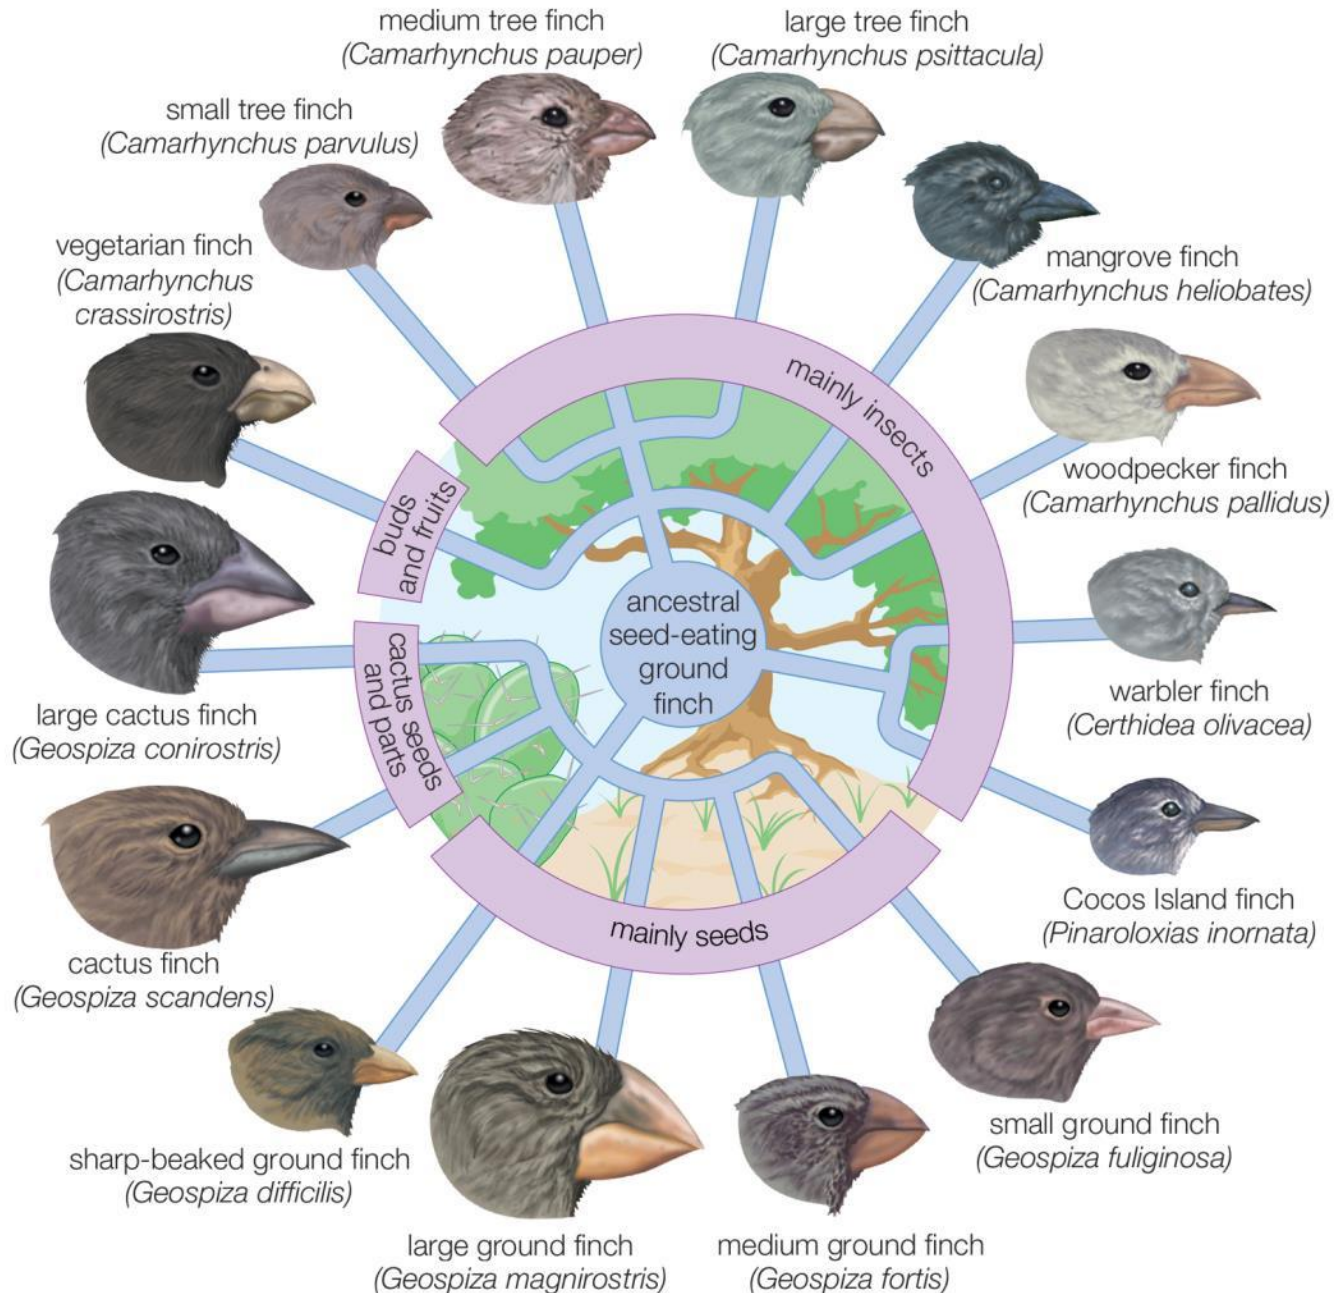 medium tree finch
(Camarhynchus pauper)
large tree finch
(Camarhynchus psittacula)
small tree finch
(Camarhynchus parvulus)
mangrove finch
(Camarhynchus heliobates)
vegetarian finch
(Camarhynchus
crassirostris)
woodpecker finch
(Camarhynchus pallidus)
mainly insects
buds
and fruits
ancestral
seed-eating
ground
finch
cactus seeds
and parts
warbler finch
(Certhidea olivacea)
large cactus finch
(Geospiza conirostris)
Cocos Island finch
(Pinaroloxias inornata)
mainly seeds
cactus finch
(Geospiza scandens)
small ground finch
(Geospiza fuliginosa)
sharp-beaked ground finch
(Geospiza difficilis)
large ground finch
(Geospiza magnirostris)
medium ground finch
(Geospiza fortis)